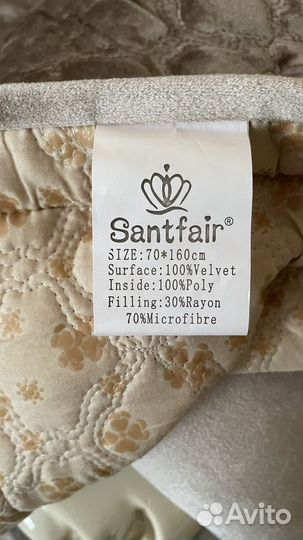 Santfair®
SIZE:70*160cm
Surface:100%Velvet
Inside:100%Poly
Filling:30%Rayon
70%Microfibre
Avito